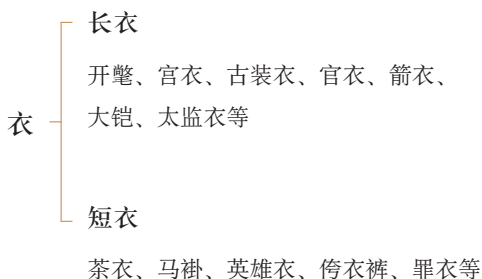 长衣
开氅、宫衣、古装衣、官衣、箭衣、
大铠、太监衣等
衣
短衣
茶衣、马褂、英雄衣、侉衣裤、罪衣等